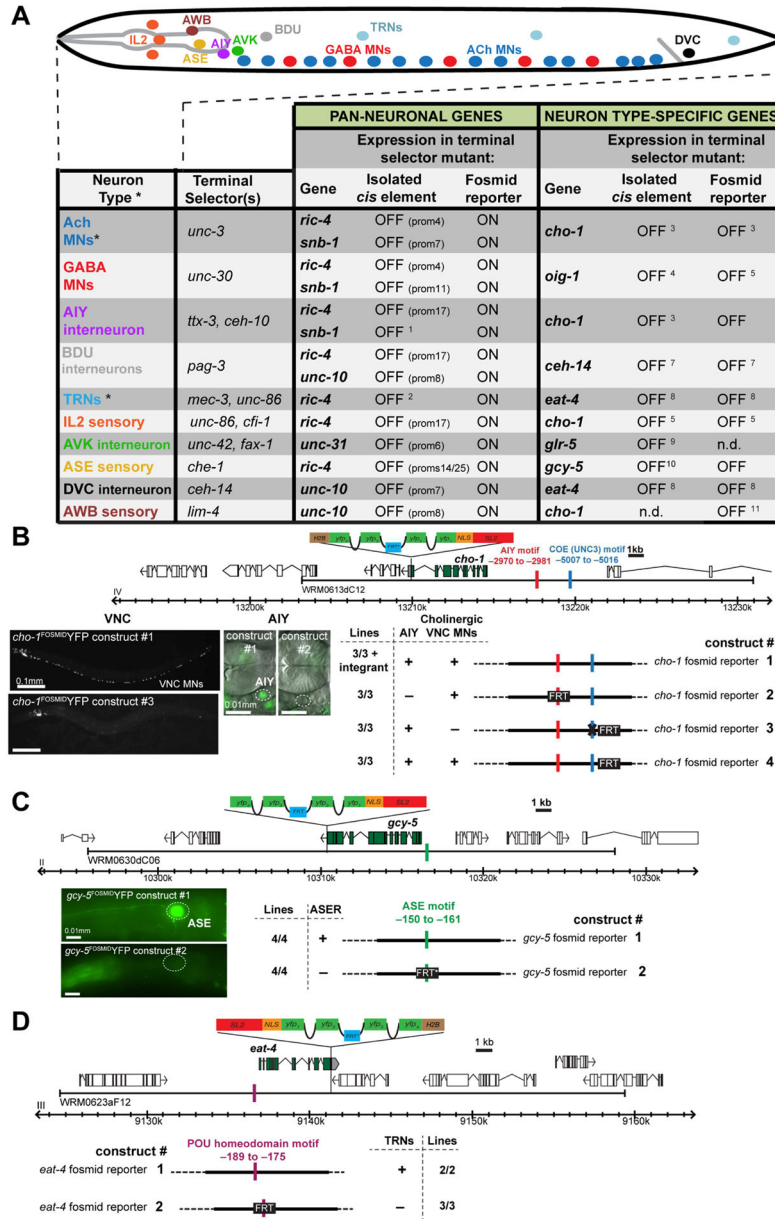 A
AWB
IL2
ASE
AIY
AVK
BDU
TRNs
GABA MNs
ACh MNs
DVC
PAN-NEURONAL GENES NEURON TYPE-SPECIFIC GENES
Expression in terminal selector mutant: Expression in terminal selector mutant:
Neuron Type * Terminal Selector(s) Gene Isolated cis element Fosmid reporter Gene Isolated cis element Fosmid reporter
Ach MNs* unc-3 ric-4 OFF (prom4) ON cho-1 OFF 3 OFF 3
snb-1 OFF (prom7) ON
GABA MNs unc-30 ric-4 OFF (prom4) ON oig-1 OFF 4 OFF 5
snb-1 OFF (prom11) ON
AIY interneuron ttx-3, ceh-10 ric-4 OFF (prom17) ON cho-1 OFF 3 OFF
snb-1 OFF 1 ON
BDU interneurons pag-3 ric-4 OFF (prom17) ON ceh-14 OFF 7 OFF 7
unc-10 OFF (prom8) ON
TRNs * mec-3, unc-86 ric-4 OFF 2 ON eat-4 OFF 8 OFF 8
IL2 sensory unc-86, cfi-1 ric-4 OFF (prom17) ON cho-1 OFF 5 OFF 5
AVK interneuron unc-42, fax-1 unc-31 OFF (prom6) ON glr-5 OFF 9 n.d.
ASE sensory che-1 ric-4 OFF (proms14/25) ON gcy-5 OFF10 OFF
DVC interneuron ceh-14 unc-10 OFF (prom7) ON eat-4 OFF 8 OFF 8
AWB sensory lim-4 unc-10 OFF (prom8) ON cho-1 n.d. OFF 11
B
H2B yfp yfp FRT yfp yfp NLS SL2
cho-1
AIY motif
−2970 to −2981
COE (UNC3) motif
−5007 to −5016
1kb
WRM0613dC12
IV
13200k 13210k 13220k 13230k
VNC AIY
cho-1FOSMIDYFP construct #1
0.1mm
VNC MNs
cho-1FOSMIDYFP construct #3
construct #1
construct #2
AIY
0.01mm
Lines AIY Cholinergic VNC MNs construct #
3/3 + integrant + + cho-1 fosmid reporter 1
3/3 − + FRT cho-1 fosmid reporter 2
3/3 + − FRT cho-1 fosmid reporter 3
3/3 + + FRT cho-1 fosmid reporter 4
C
yfp yfp FRT yfp yfp NLS SL2
gcy-5
1 kb
WRM0630dC06
II
10300k 10310k 10320k 10330k
gcy-5FOSMIDYFP construct #1
0.01mm
ASE
gcy-5FOSMIDYFP construct #2
Lines ASER ASE motif
−150 to −161
construct #
4/4 + gcy-5 fosmid reporter 1
4/4 − FRT gcy-5 fosmid reporter 2
D
SL2 NLS yfp yfp FRT yfp yfp H2B
eat-4
1 kb
WRM0623aF12
III
9130k 9140k 9150k 9160k
construct # POU homeodomain motif
−189 to −175
TRNs Lines
eat-4 fosmid reporter 1 + 2/2
eat-4 fosmid reporter 2 FRT − 3/3